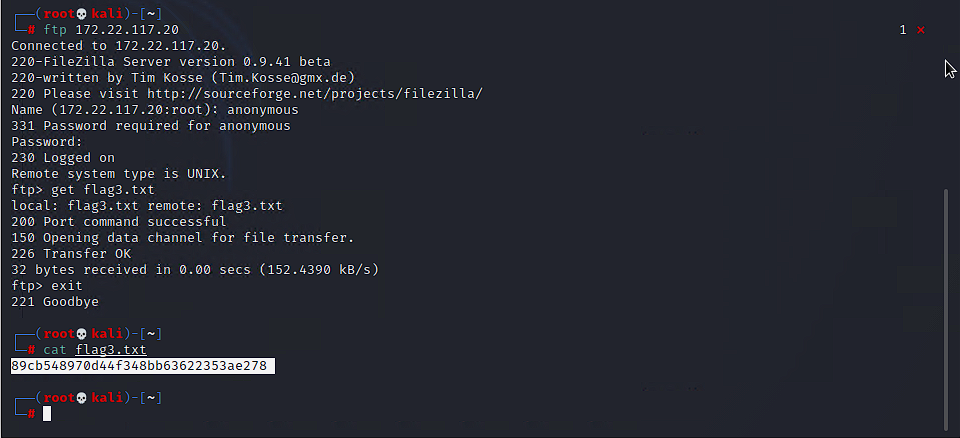 ┌──(root💀kali)-[~]
└─# ftp 172.22.117.20 1 ⨯
Connected to 172.22.117.20.
220-FileZilla Server version 0.9.41 beta
220-written by Tim Kosse (Tim.Kosse@gmx.de)
220 Please visit http://sourceforge.net/projects/filezilla/
Name (172.22.117.20:root): anonymous
331 Password required for anonymous
Password:
230 Logged on
Remote system type is UNIX.
ftp> get flag3.txt
local: flag3.txt remote: flag3.txt
200 Port command successful
150 Opening data channel for file transfer.
226 Transfer OK
32 bytes received in 0.00 secs (152.4390 kB/s)
ftp> exit
221 Goodbye
┌──(root💀kali)-[~]
└─# cat flag3.txt
89cb548970d44f348bb63622353ae278
┌──(root💀kali)-[~]
└─#